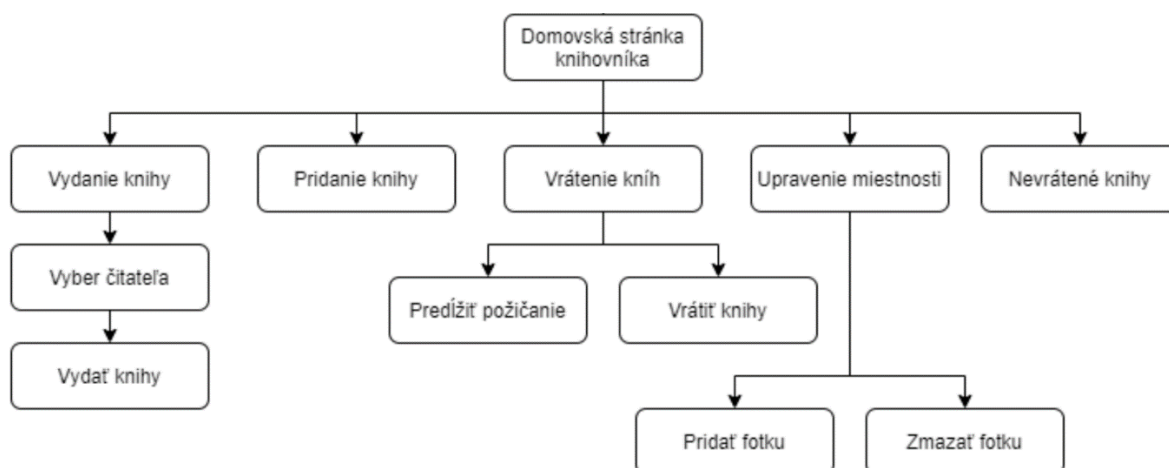 Domovská stránka
knihovníka
Vydanie knihy
Pridanie knihy
Vrátenie kníh
Upravenie miestnosti
Nevrátené knihy
Vyber čitateľa
Predĺžiť požičanie
Vrátiť knihy
Vydať knihy
Pridať fotku
Zmazať fotku